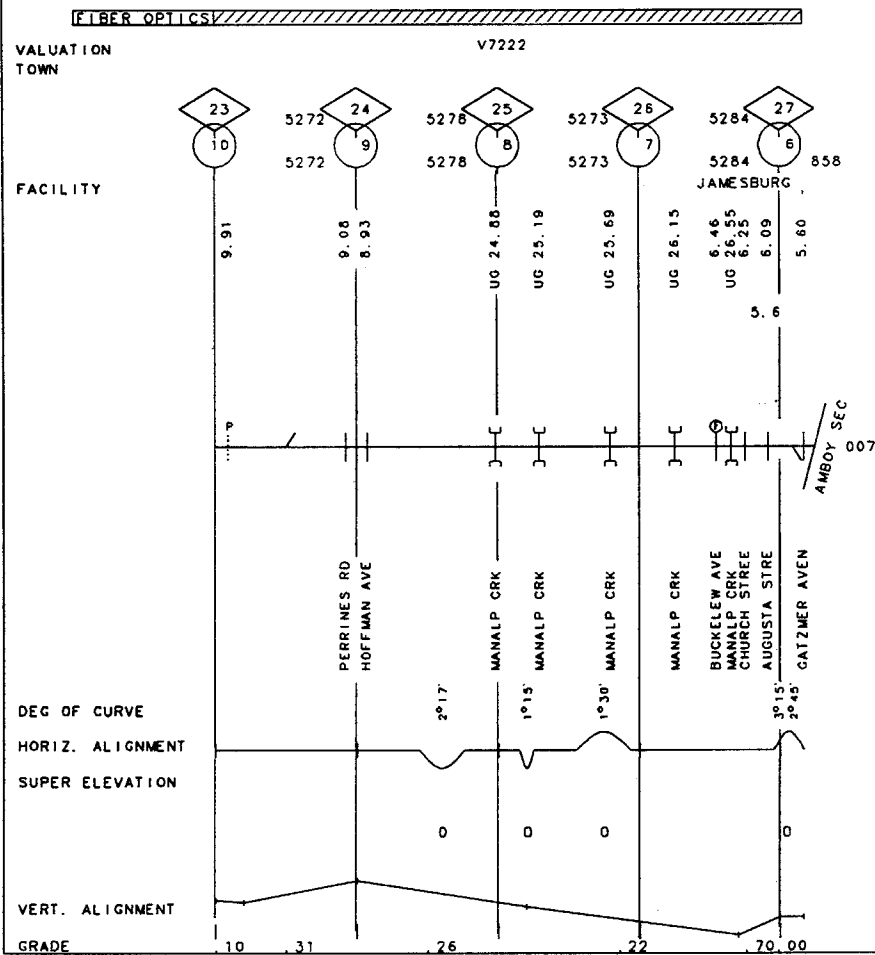 FIBER OPTICS
VALUATION V7222
TOWN
23 5272 24 5278 25 5273 26 5284 27
10 5272 9 5278 8 5273 7 5284 6 858
FACILITY JAMESBURG
9.91 9.08 8.93 UG 24.88 UG 25.19 UG 25.69 UG 26.15 6.46 UG 26.55 6.25 6.09 5.60
5.6
P F
AMBOY SEC 007
PERRINES RD HOFFMAN AVE MANALP CRK MANALP CRK MANALP CRK MANALP CRK BUCKELEW AVE MANALP CRK CHURCH STREE AUGUSTA STRE GATZMER AVEN
DEG OF CURVE 2°17' 1°15' 1°30' 3°15' 2°45'
HORIZ. ALIGNMENT
SUPER ELEVATION
0 0 0 0
VERT. ALIGNMENT
GRADE .10 .31 .26 .22 .70 .00